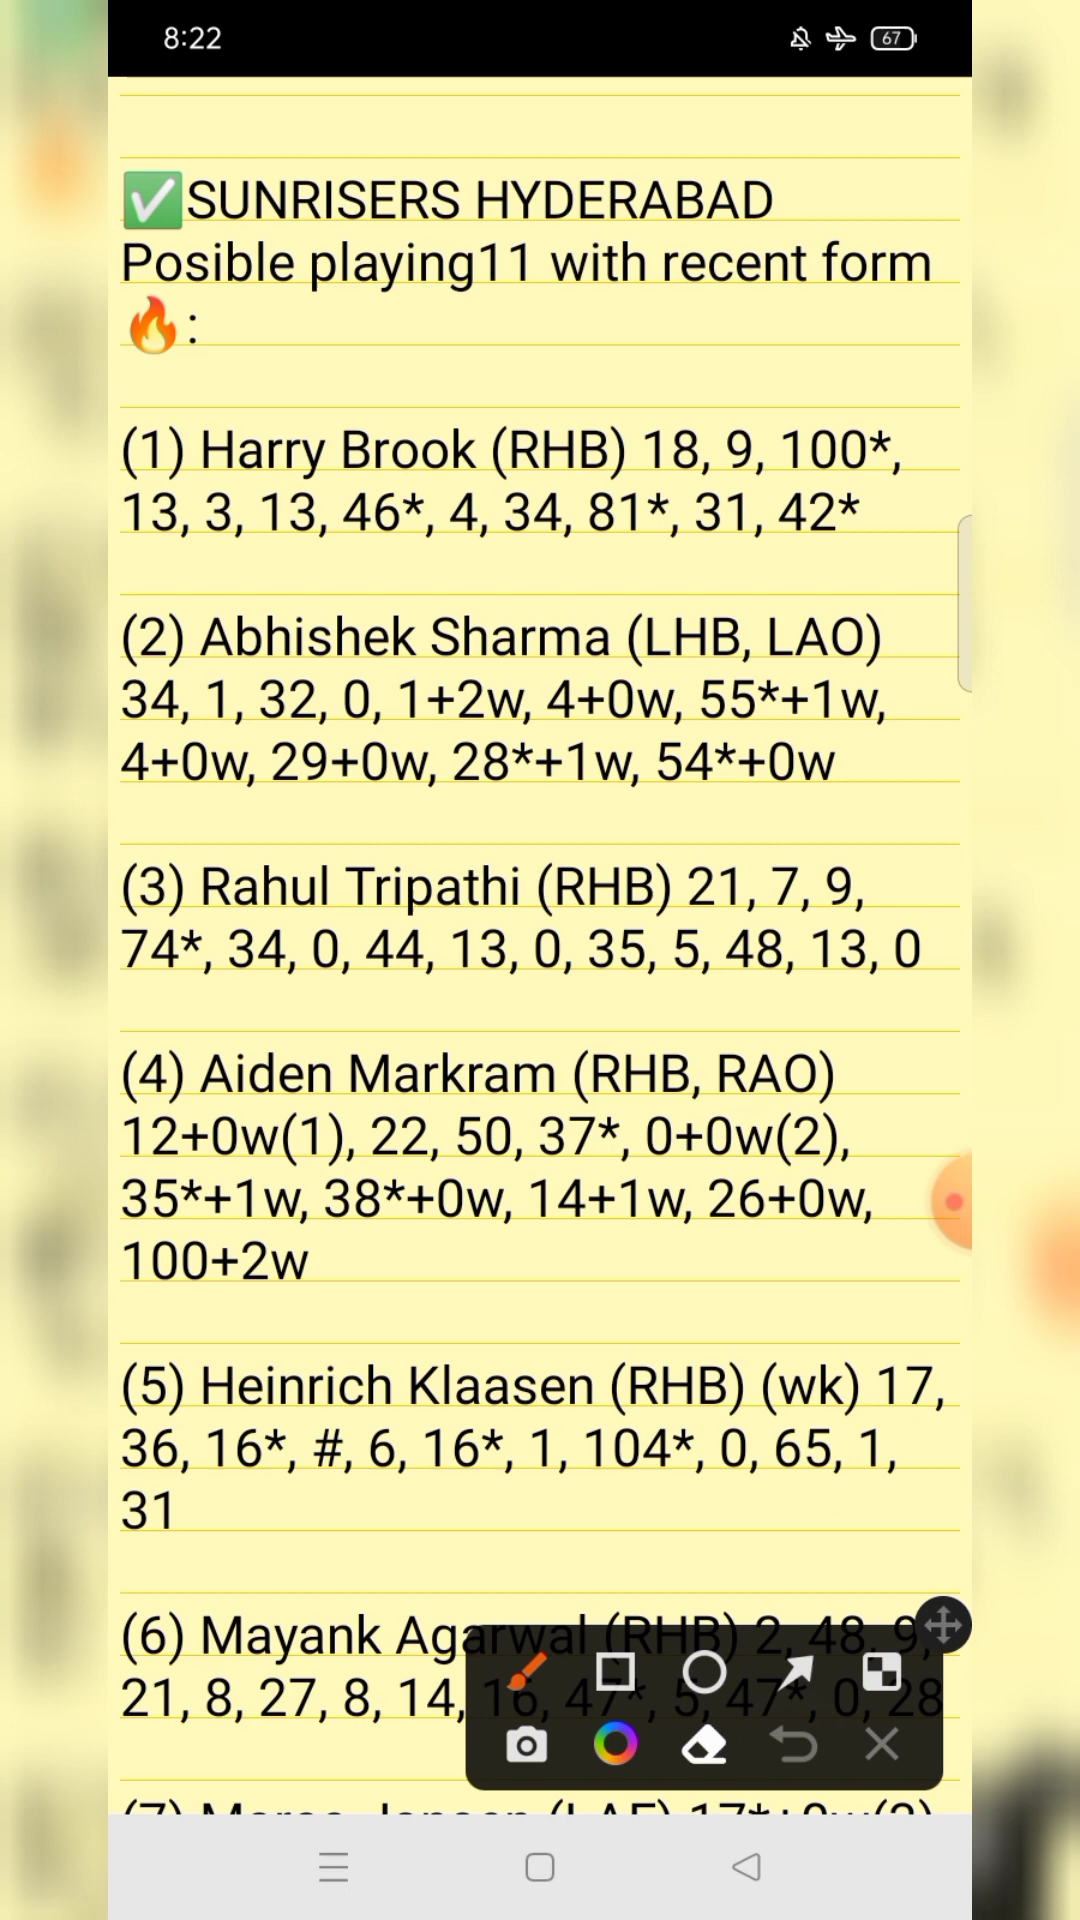 8:22
67
✅SUNRISERS HYDERABAD
Posible playing11 with recent form
🔥:
(1) Harry Brook (RHB) 18, 9, 100*,
13, 3, 13, 46*, 4, 34, 81*, 31, 42*
(2) Abhishek Sharma (LHB, LAO)
34, 1, 32, 0, 1+2w, 4+0w, 55*+1w,
4+0w, 29+0w, 28*+1w, 54*+0w
(3) Rahul Tripathi (RHB) 21, 7, 9,
74*, 34, 0, 44, 13, 0, 35, 5, 48, 13, 0
(4) Aiden Markram (RHB, RAO)
12+0w(1), 22, 50, 37*, 0+0w(2),
35*+1w, 38*+0w, 14+1w, 26+0w,
100+2w
(5) Heinrich Klaasen (RHB) (wk) 17,
36, 16*, #, 6, 16*, 1, 104*, 0, 65, 1,
31
(6) Mayank Agarwal (RHB) 2, 48, 9,
21, 8, 27, 8, 14, 16, 47*, 5, 47*, 0, 28
(7)